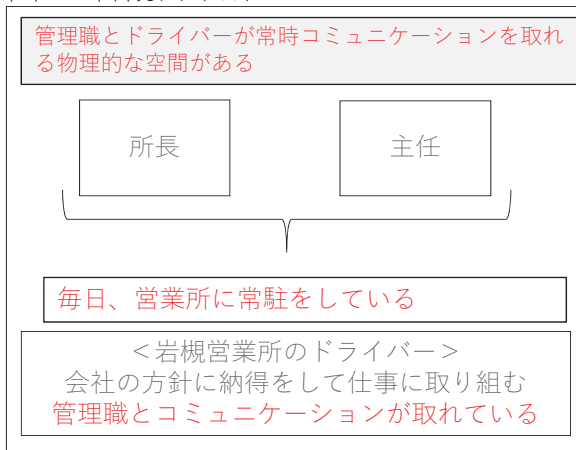 管理職とドライバーが常時コミュニケーションを取れ
る物理的な空間がある
所長
主任
毎日、営業所に常駐をしている
＜岩槻営業所のドライバー＞
会社の方針に納得をして仕事に取り組む
管理職とコミュニケーションが取れている